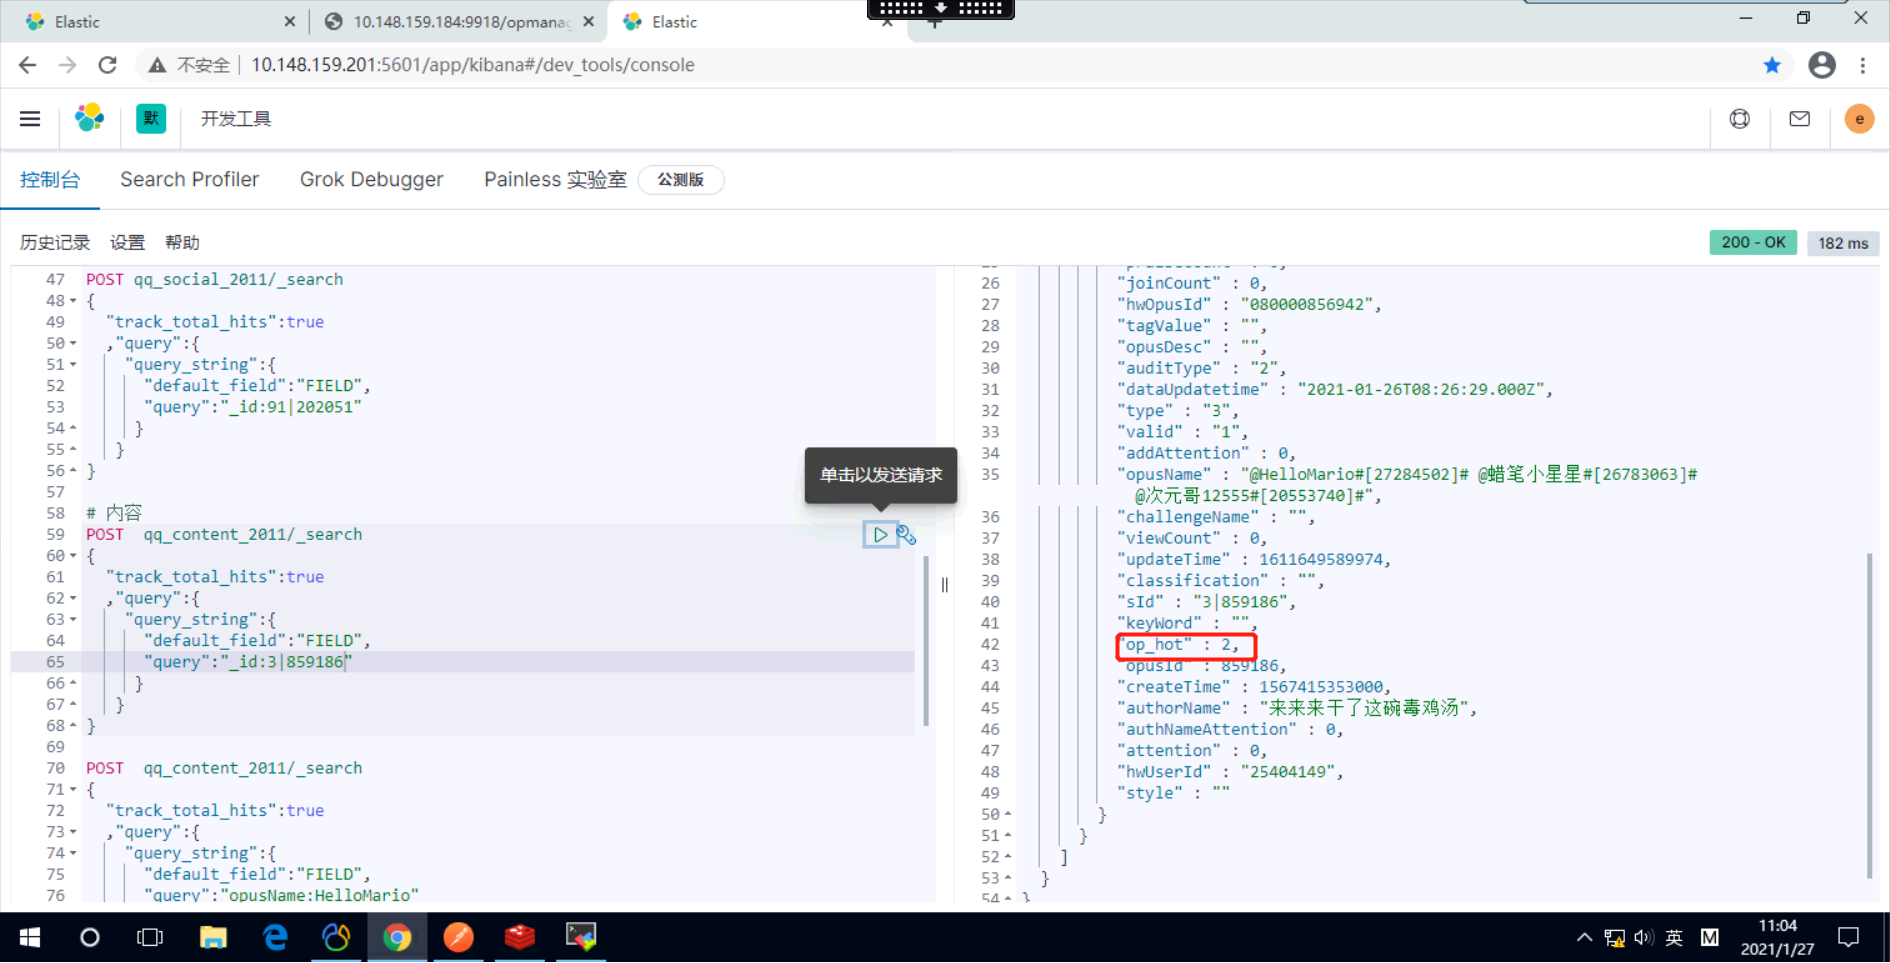 Elastic
10.148.159.184:9918/opmanag
Elastic
不安全 10.148.159.201:5601/app/kibana#/dev_tools/console
默
开发工具
e
控制台 Search Profiler Grok Debugger Painless 实验室 公测版
历史记录 设置 帮助
200 - OK 182 ms
47 POST qq_social_2011/_search
48 {
49 "track_total_hits":true
50 ,"query":{
51 "query_string":{
52 "default_field":"FIELD",
53 "query":"_id:91|202051"
54 }
55 }
56 }
57
58 # 内容
59 POST qq_content_2011/_search
60 {
61 "track_total_hits":true
62 ,"query":{
63 "query_string":{
64 "default_field":"FIELD",
65 "query":"_id:3|859186"
66 }
67 }
68 }
69
70 POST qq_content_2011/_search
71 {
72 "track_total_hits":true
73 ,"query":{
74 "query_string":{
75 "default_field":"FIELD",
76 "query":"opusName:HelloMario"
单击以发送请求
26 "joinCount" : 0,
27 "hwOpusId" : "080000856942",
28 "tagValue" : "",
29 "opusDesc" : "",
30 "auditType" : "2",
31 "dataUpdatetime" : "2021-01-26T08:26:29.000Z",
32 "type" : "3",
33 "valid" : "1",
34 "addAttention" : 0,
35 "opusName" : "@HelloMario#[27284502]# @蜡笔小星星#[26783063]#
@次元哥12555#[20553740]#",
36 "challengeName" : "",
37 "viewCount" : 0,
38 "updateTime" : 1611649589974,
39 "classification" : "",
40 "sId" : "3|859186",
41 "keyWord" : "",
42 "op_hot" : 2,
43 "opusId" : 859186,
44 "createTime" : 1567415353000,
45 "authorName" : "来来来干了这碗毒鸡汤",
46 "authNameAttention" : 0,
47 "attention" : 0,
48 "hwUserId" : "25404149",
49 "style" : ""
50 }
51 }
52 ]
53 }
54 }
英 M
11:04
2021/1/27